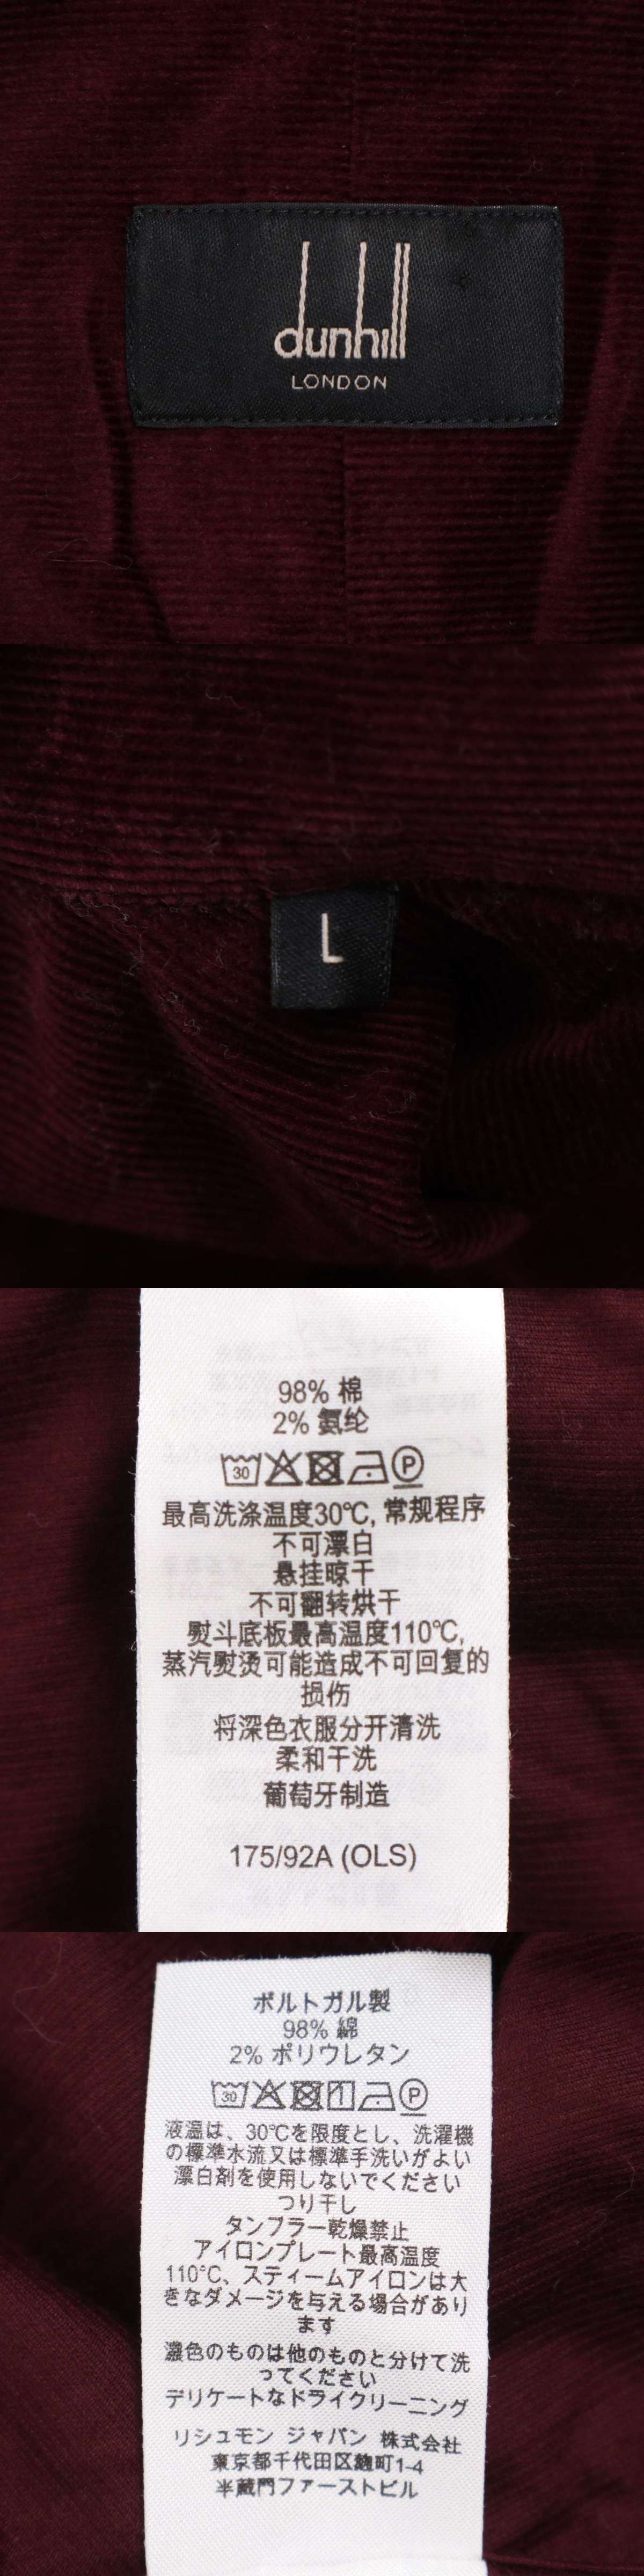 dunhill
LONDON
L
98% 棉
2% 氨纶
30
P
最高洗涤温度30℃, 常规程序
不可漂白
悬挂晾干
不可翻转烘干
熨斗底板最高温度110℃,
蒸汽熨烫可能造成不可回复的
损伤
将深色衣服分开清洗
柔和干洗
葡萄牙制造
175/92A (OLS)
ポルトガル製
98% 綿
2% ポリウレタン
30
P
液温は、30℃を限度とし、洗濯機
の標準水流又は標準手洗いがよい
漂白剤を使用しないでください
つり干し
タンブラー乾燥禁止
アイロンプレート最高温度
110℃、スティームアイロンは大
きなダメージを与える場合があり
ます
濃色のものは他のものと分けて洗
ってください
デリケートなドライクリーニング
リシュモン ジャパン 株式会社
東京都千代田区麹町1-4
半蔵門ファーストビル